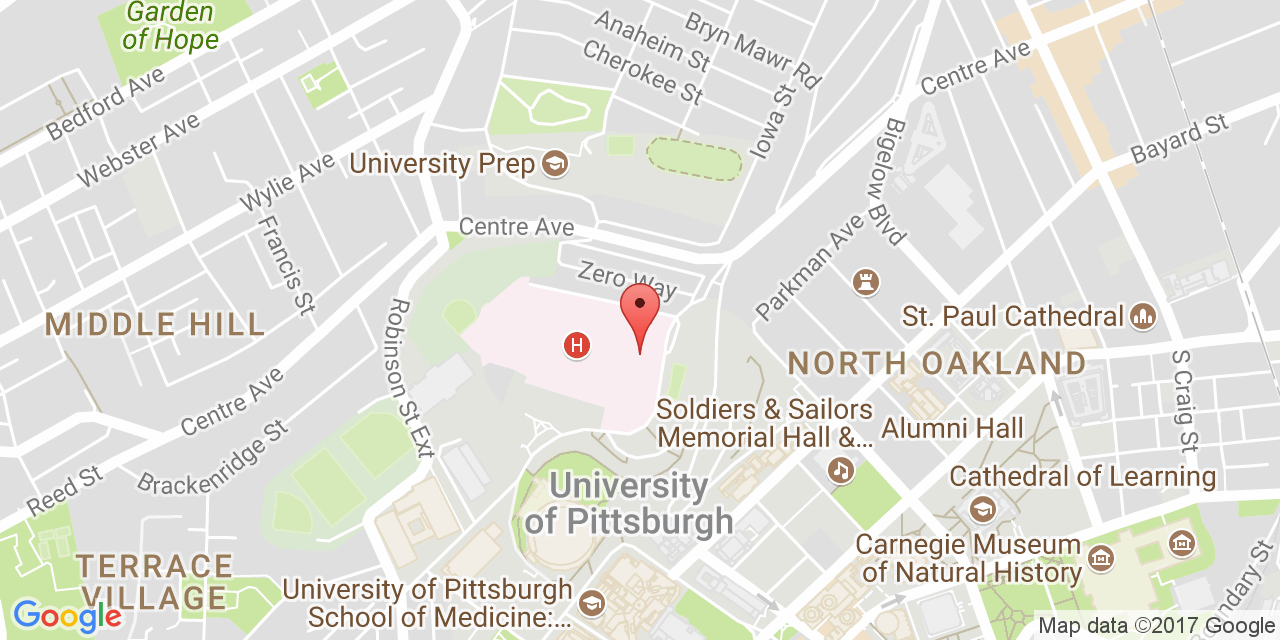 Garden
of Hope
Anaheim St
Bryn Mawr Rd
Cherokee St
Centre Ave
Bedford Ave
Webster Ave
Wylie Ave
Iowa St
Bigelow Blvd
Bayard St
University Prep
Centre Ave
Francis St
Zero Way
Parkman Ave
MIDDLE HILL
Robinson St Ext
H
St. Paul Cathedral
NORTH OAKLAND
S Craig St
Centre Ave
Brackenridge St
Reed St
Soldiers & Sailors
Memorial Hall &...
Alumni Hall
Cathedral of Learning
University
of Pittsburgh
Carnegie Museum
of Natural History
TERRACE
VILLAGE
University of Pittsburgh
School of Medicine:...
Google
Map data ©2017 Google